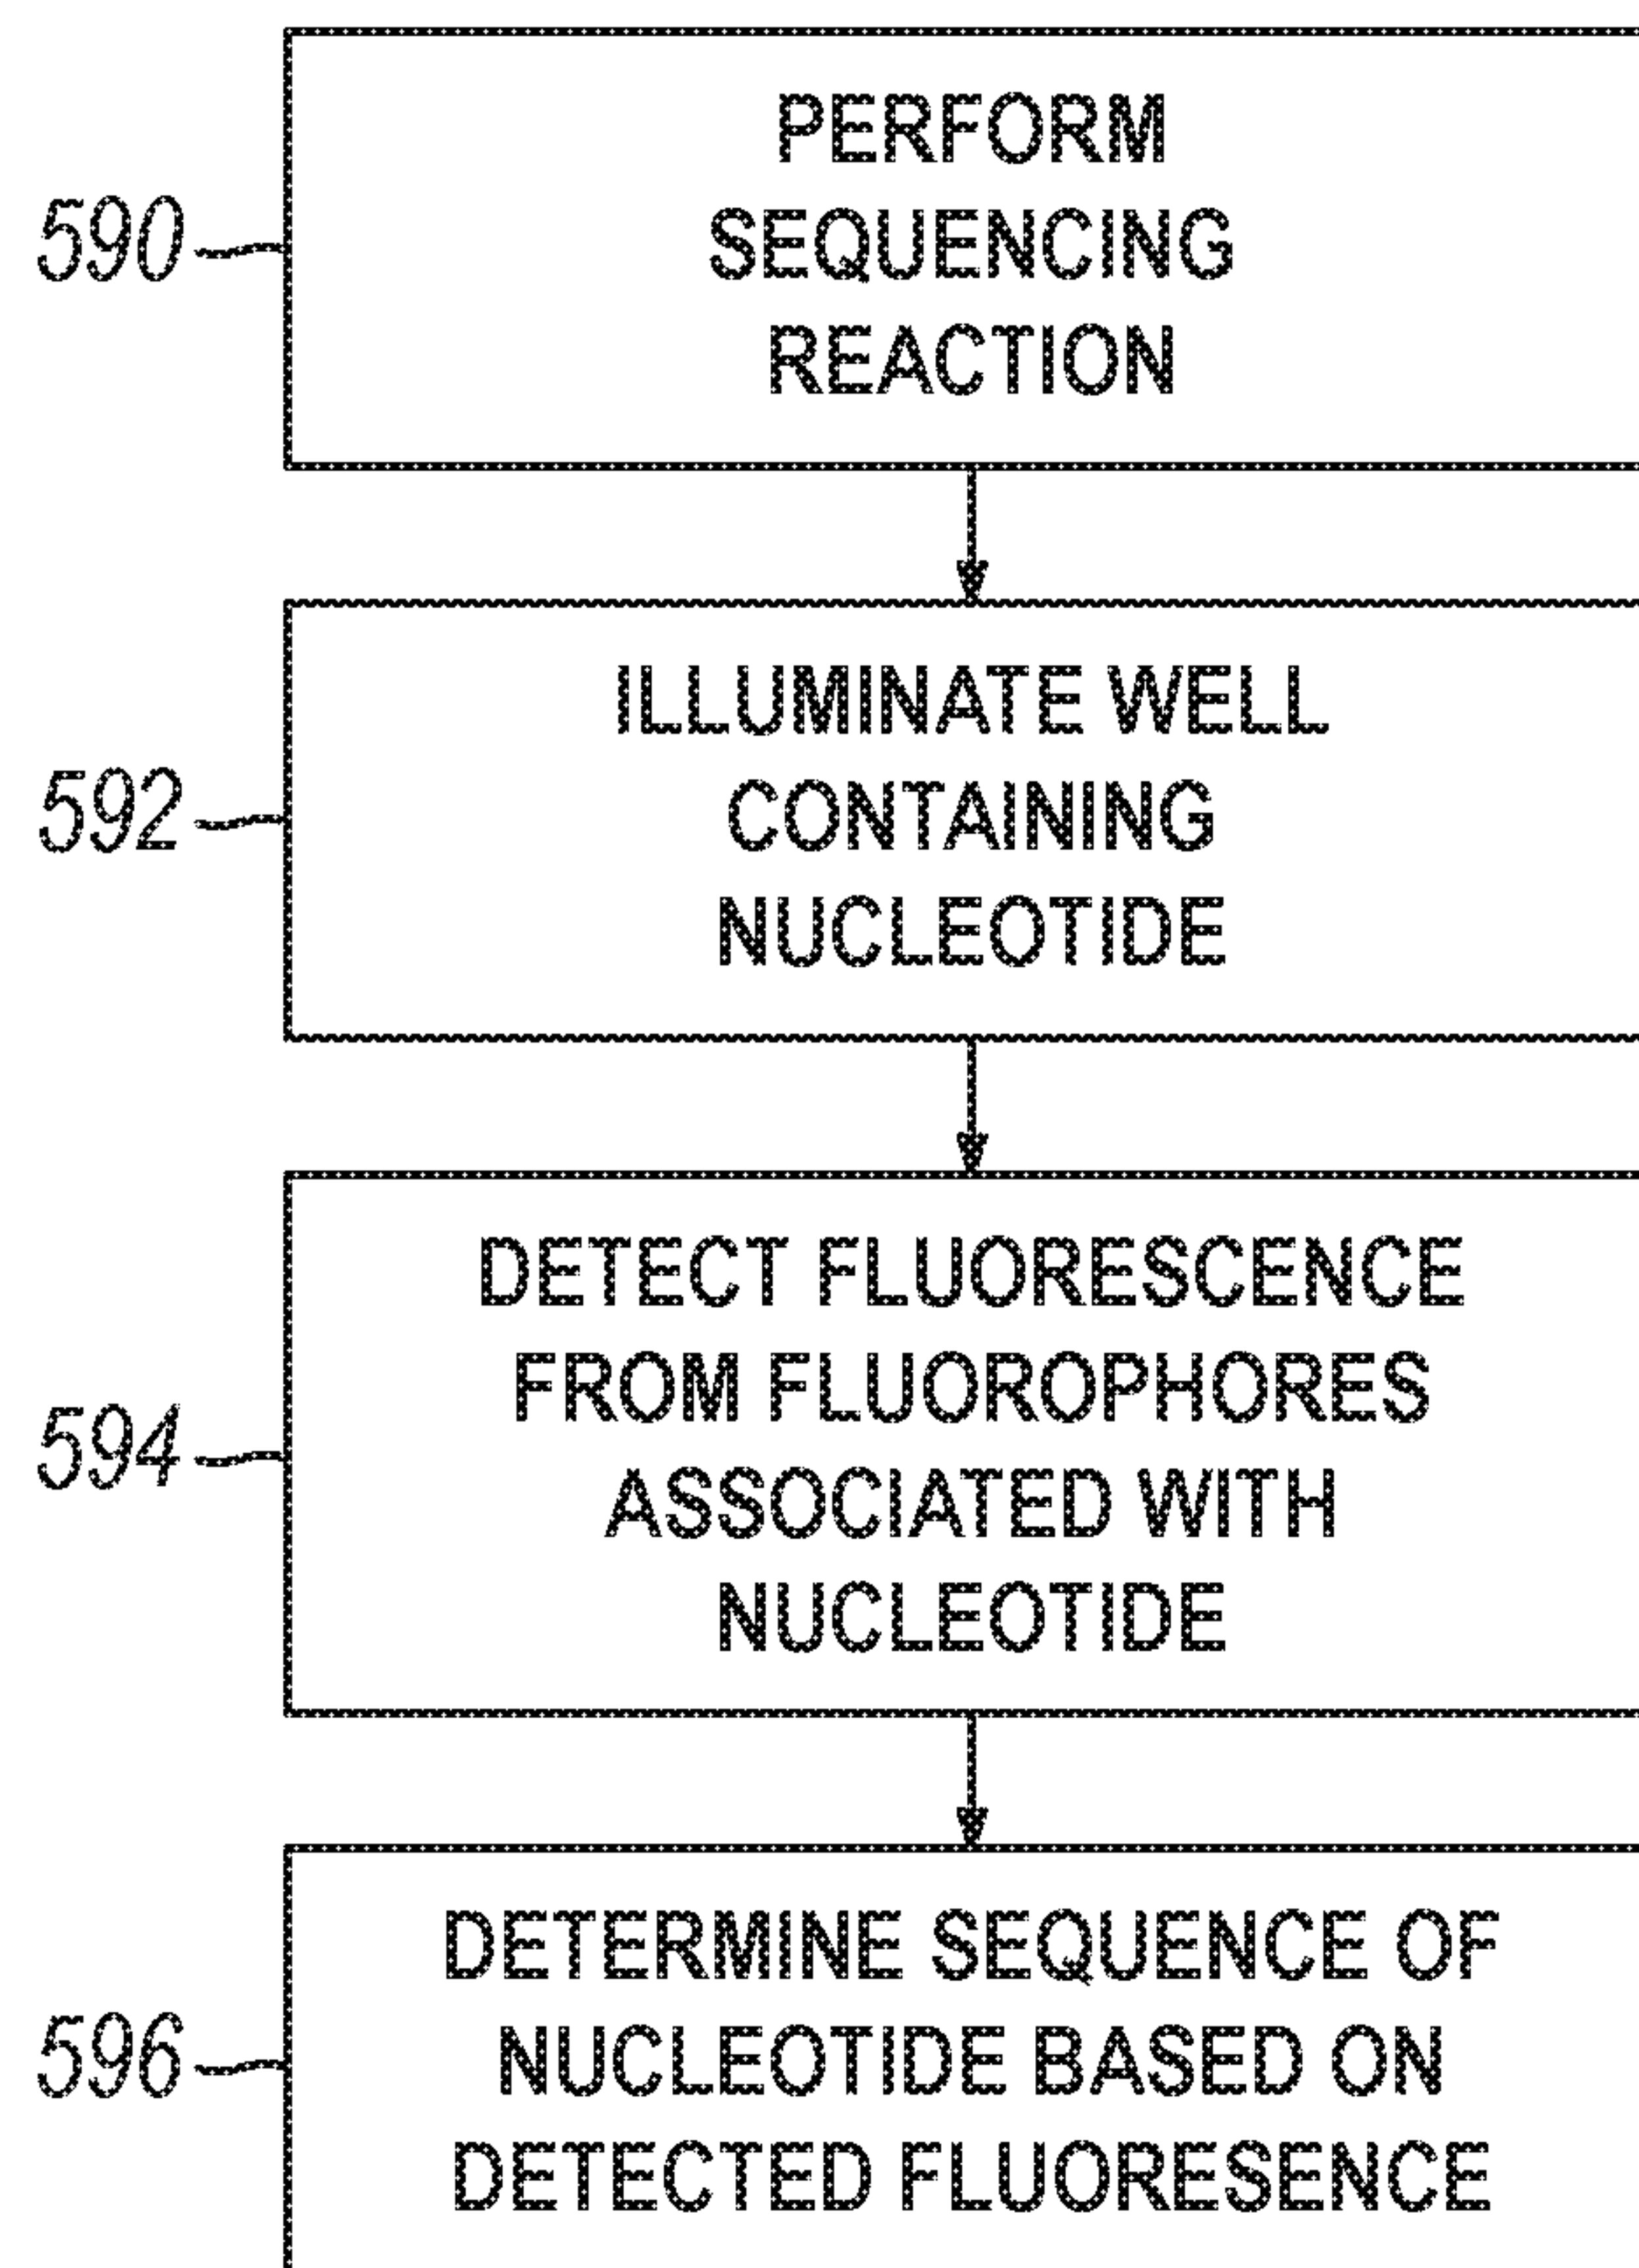 PERFORM
SEQUENCING
REACTION
590
ILLUMINATE WELL
CONTAINING
NUCLEOTIDE
592
DETECT FLUORESCENCE
FROM FLUOROPHORES
ASSOCIATED WITH
NUCLEOTIDE
594
DETERMINE SEQUENCE OF
NUCLEOTIDE BASED ON
DETECTED FLUORESENCE
596